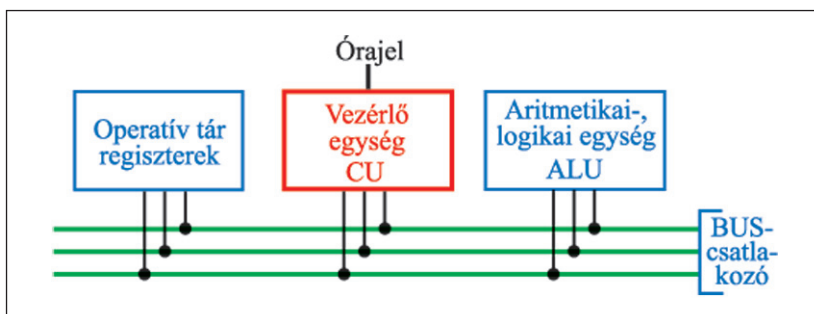 Órajel
Operatív tár
regiszterek
Vezérlő
egység
CU
Aritmetikai-,
logikai egység
ALU
BUS-
csatla-
kozó